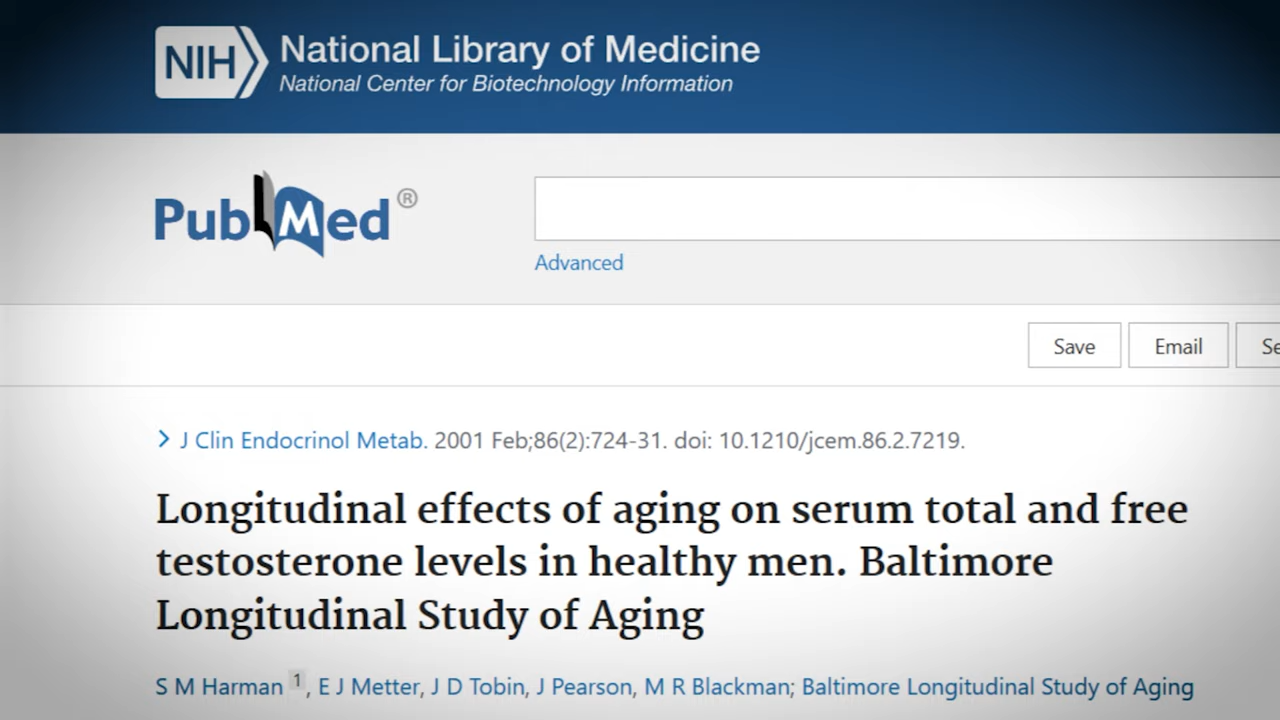 NIH National Library of Medicine
National Center for Biotechnology Information
PubMed®
Advanced
Save Email
J Clin Endocrinol Metab. 2001 Feb;86(2):724-31. doi: 10.1210/jcem.86.2.7219.
Longitudinal effects of aging on serum total and free
testosterone levels in healthy men. Baltimore
Longitudinal Study of Aging
S M Harman 1, E J Metter, J D Tobin, J Pearson, M R Blackman; Baltimore Longitudinal Study of Aging